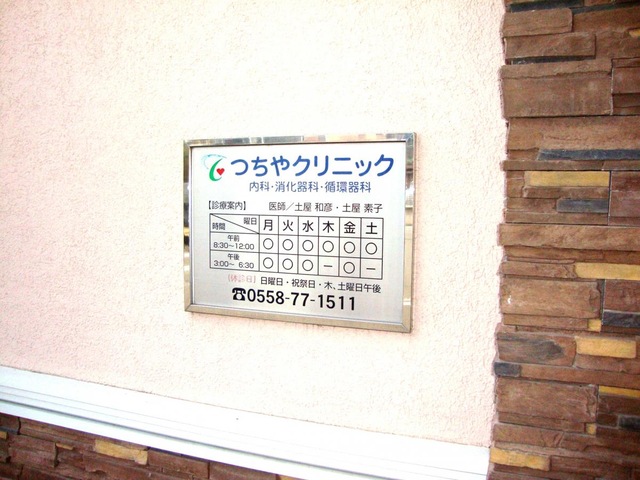 つちやクリニック
内科・消化器科・循環器科
【診療案内】 医師／土屋 和彦・土屋 素子
曜日 時間 月 火 水 木 金 土
午前 8:30～12:00 ○ ○ ○ ○ ○ ○
午後 3:00～ 6:30 ○ ○ ○ － ○ －
【休診日】 日曜日・祝祭日・木、土曜日午後
☎0558-77-1511